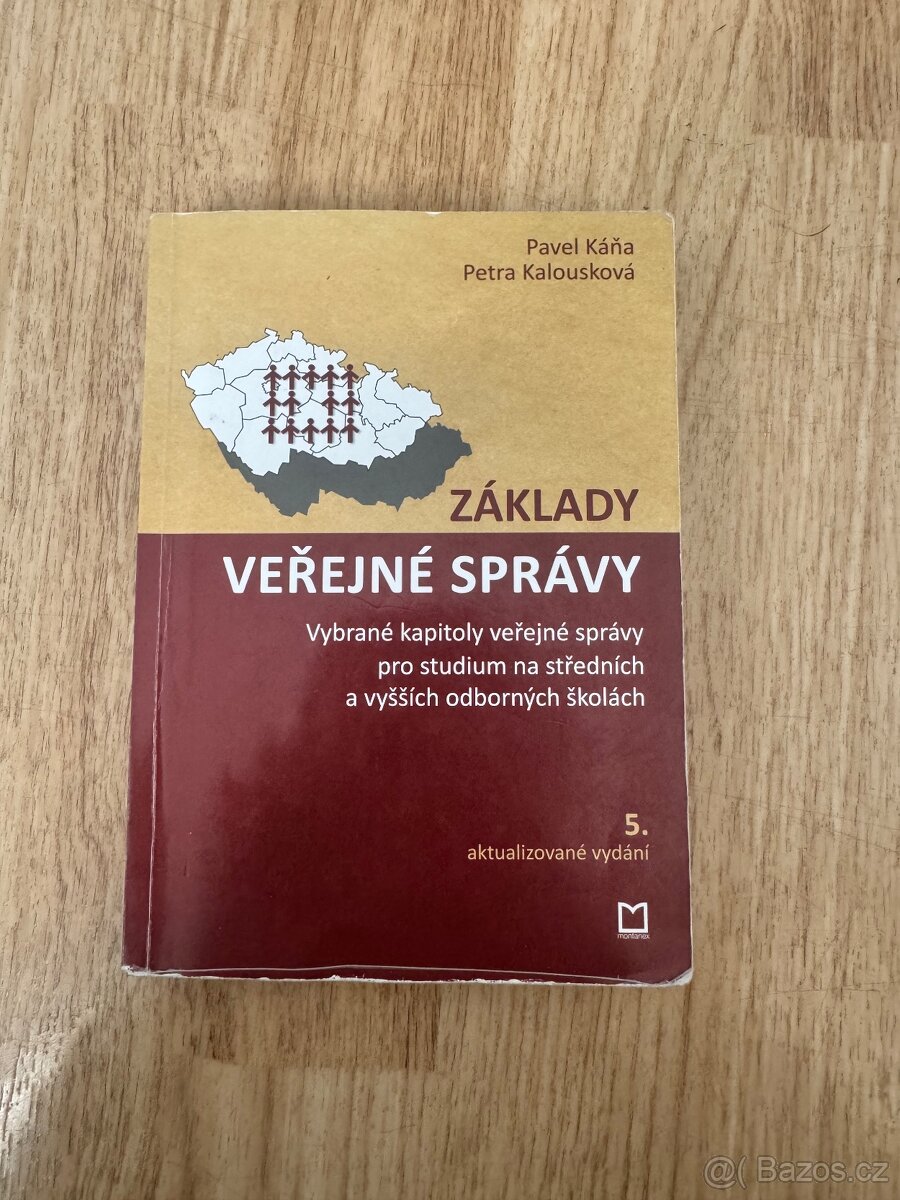 Pavel Káňa
Petra Kalousková
ZÁKLADY
VEŘEJNÉ SPRÁVY
Vybrané kapitoly veřejné správy
pro studium na středních
a vyšších odborných školách
5.
aktualizované vydání
montanex
@ Bazos.cz